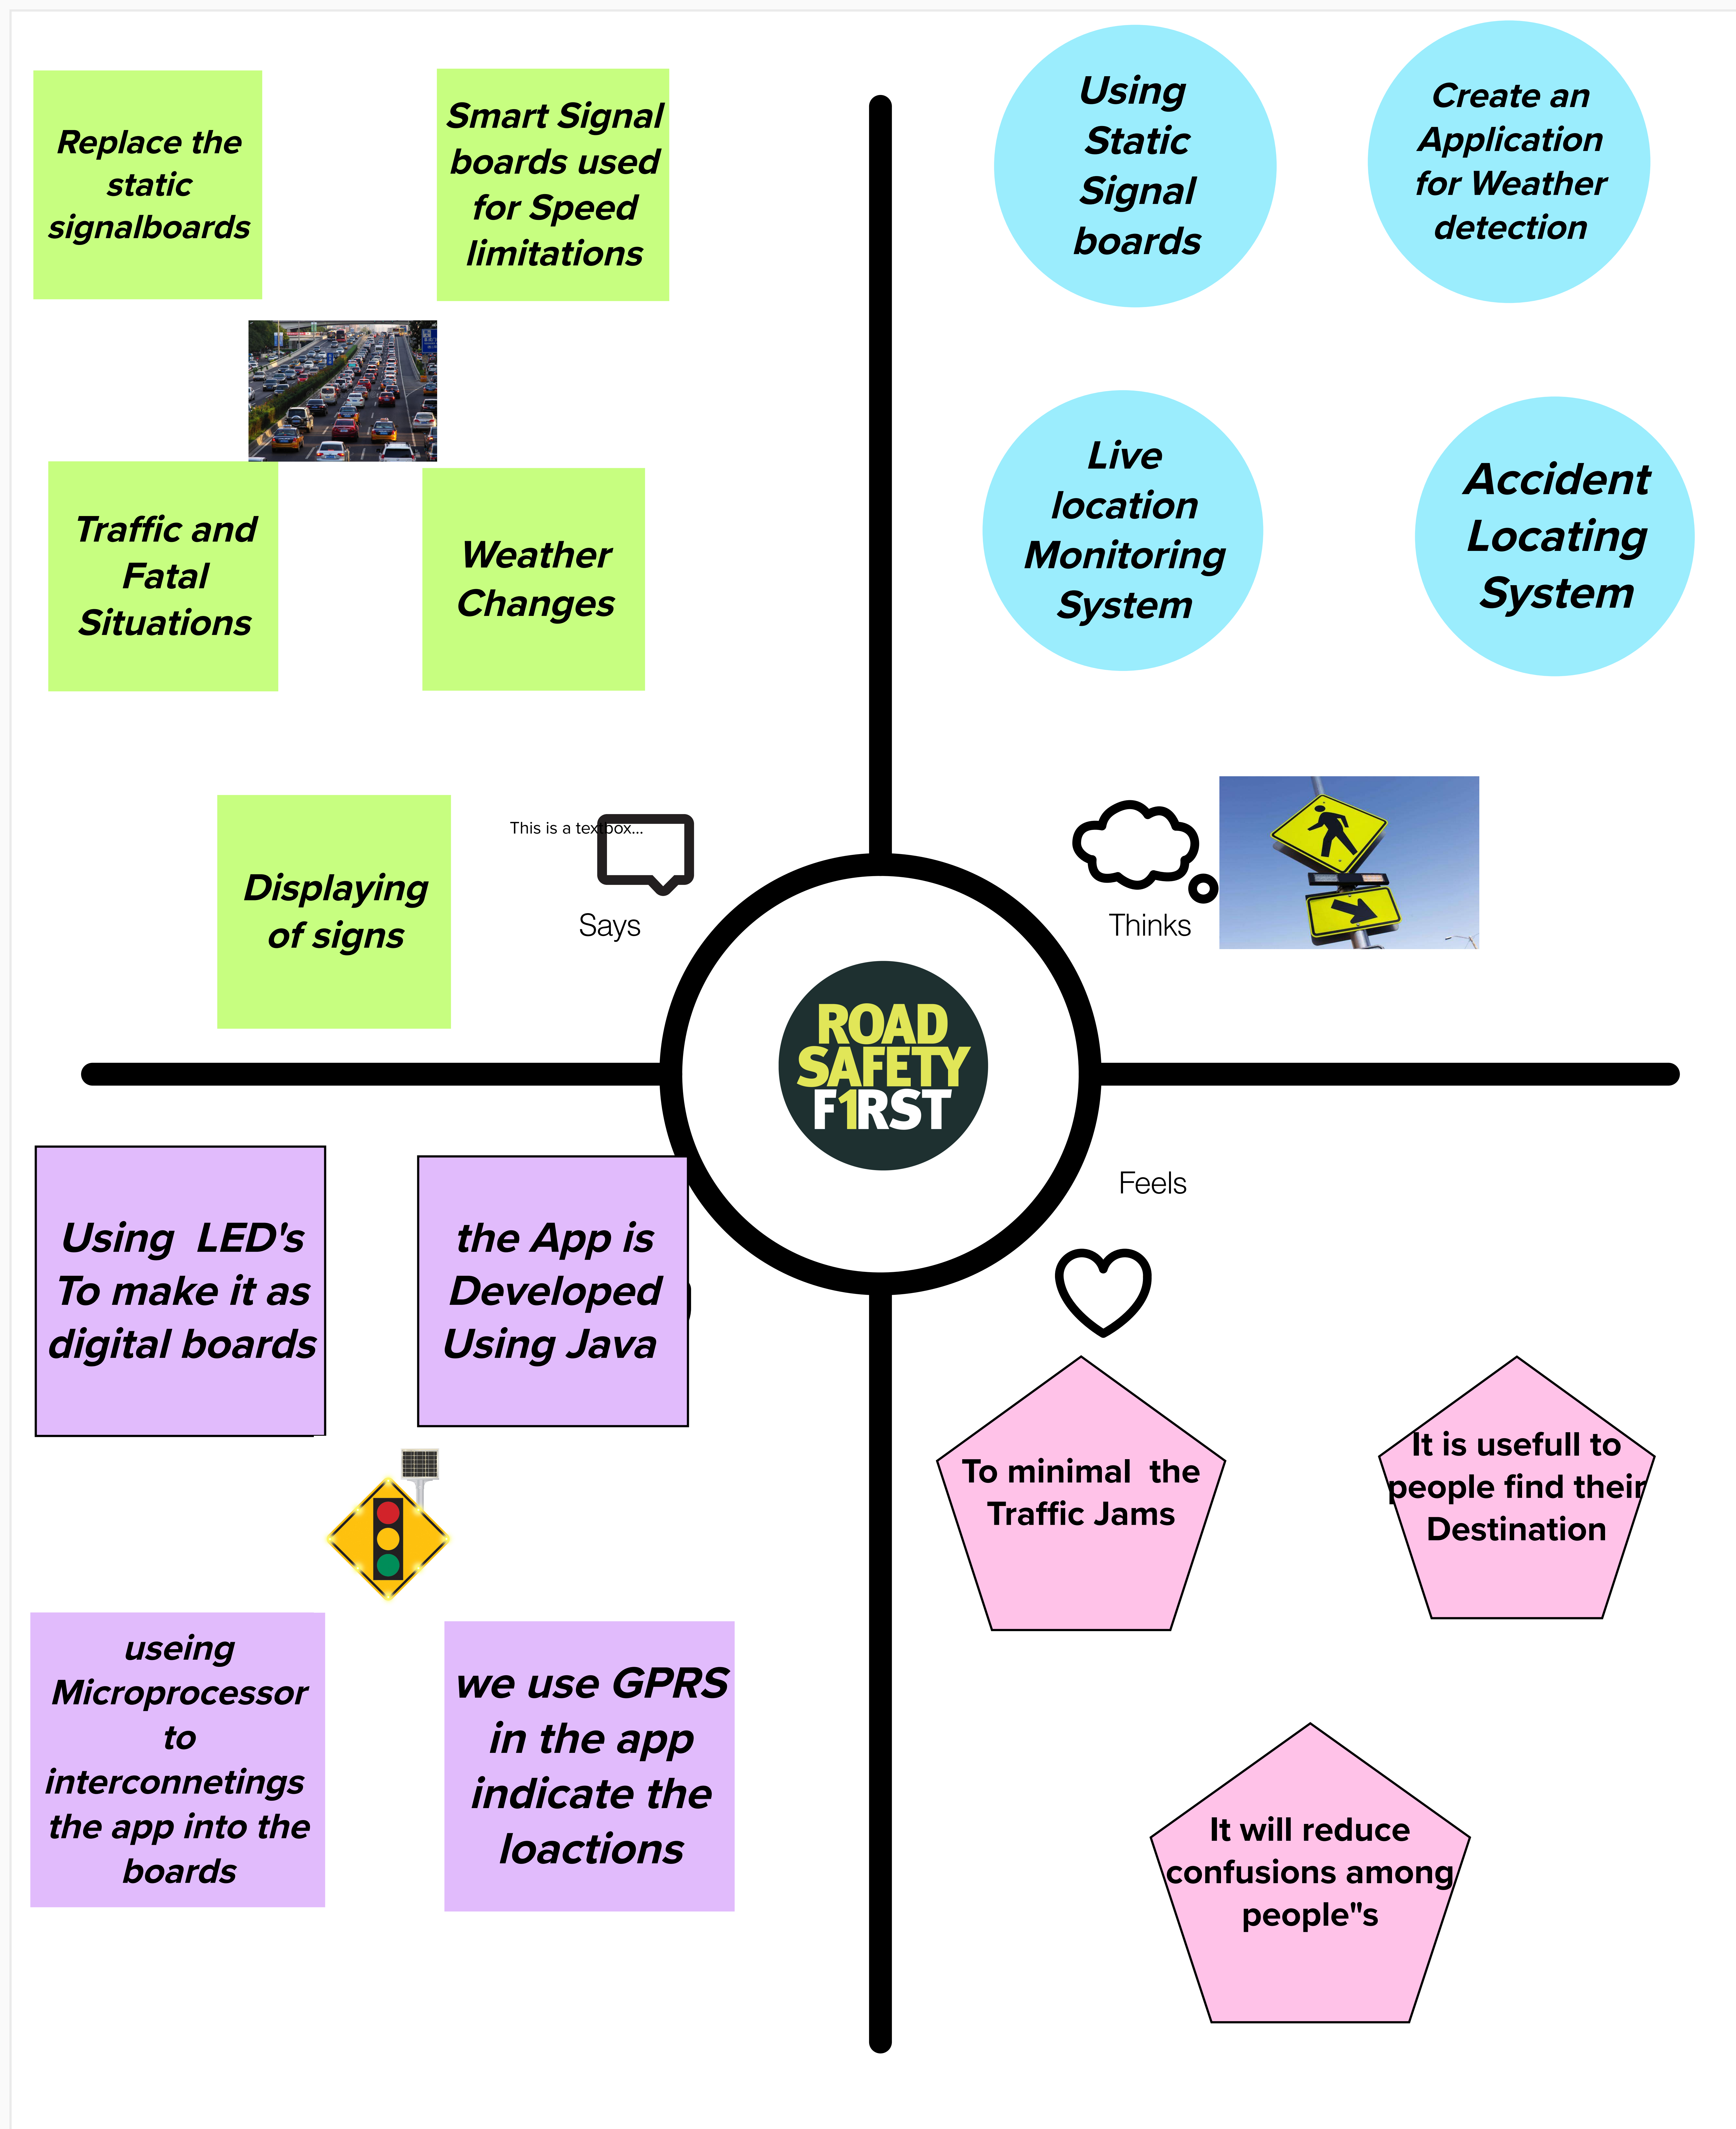 Replace the
static
signalboards
Smart Signal
boards used
for Speed
limitations
Traffic and
Fatal
Situations
Weather
Changes
Displaying
of signs
This is a textbox...
Says
Using
Static
Signal
boards
Create an
Application
for Weather
detection
Live
location
Monitoring
System
Accident
Locating
System
Thinks
ROAD
SAFETY
F1RST
Using  LED's
To make it as
digital boards
the App is
Developed
Using Java
useing
Microprocessor
to
interconnetings
the app into the
boards
we use GPRS
in the app
indicate the
loactions
Feels
To minimal  the
Traffic Jams
It is usefull to
people find their
Destination
It will reduce
confusions among
people"s